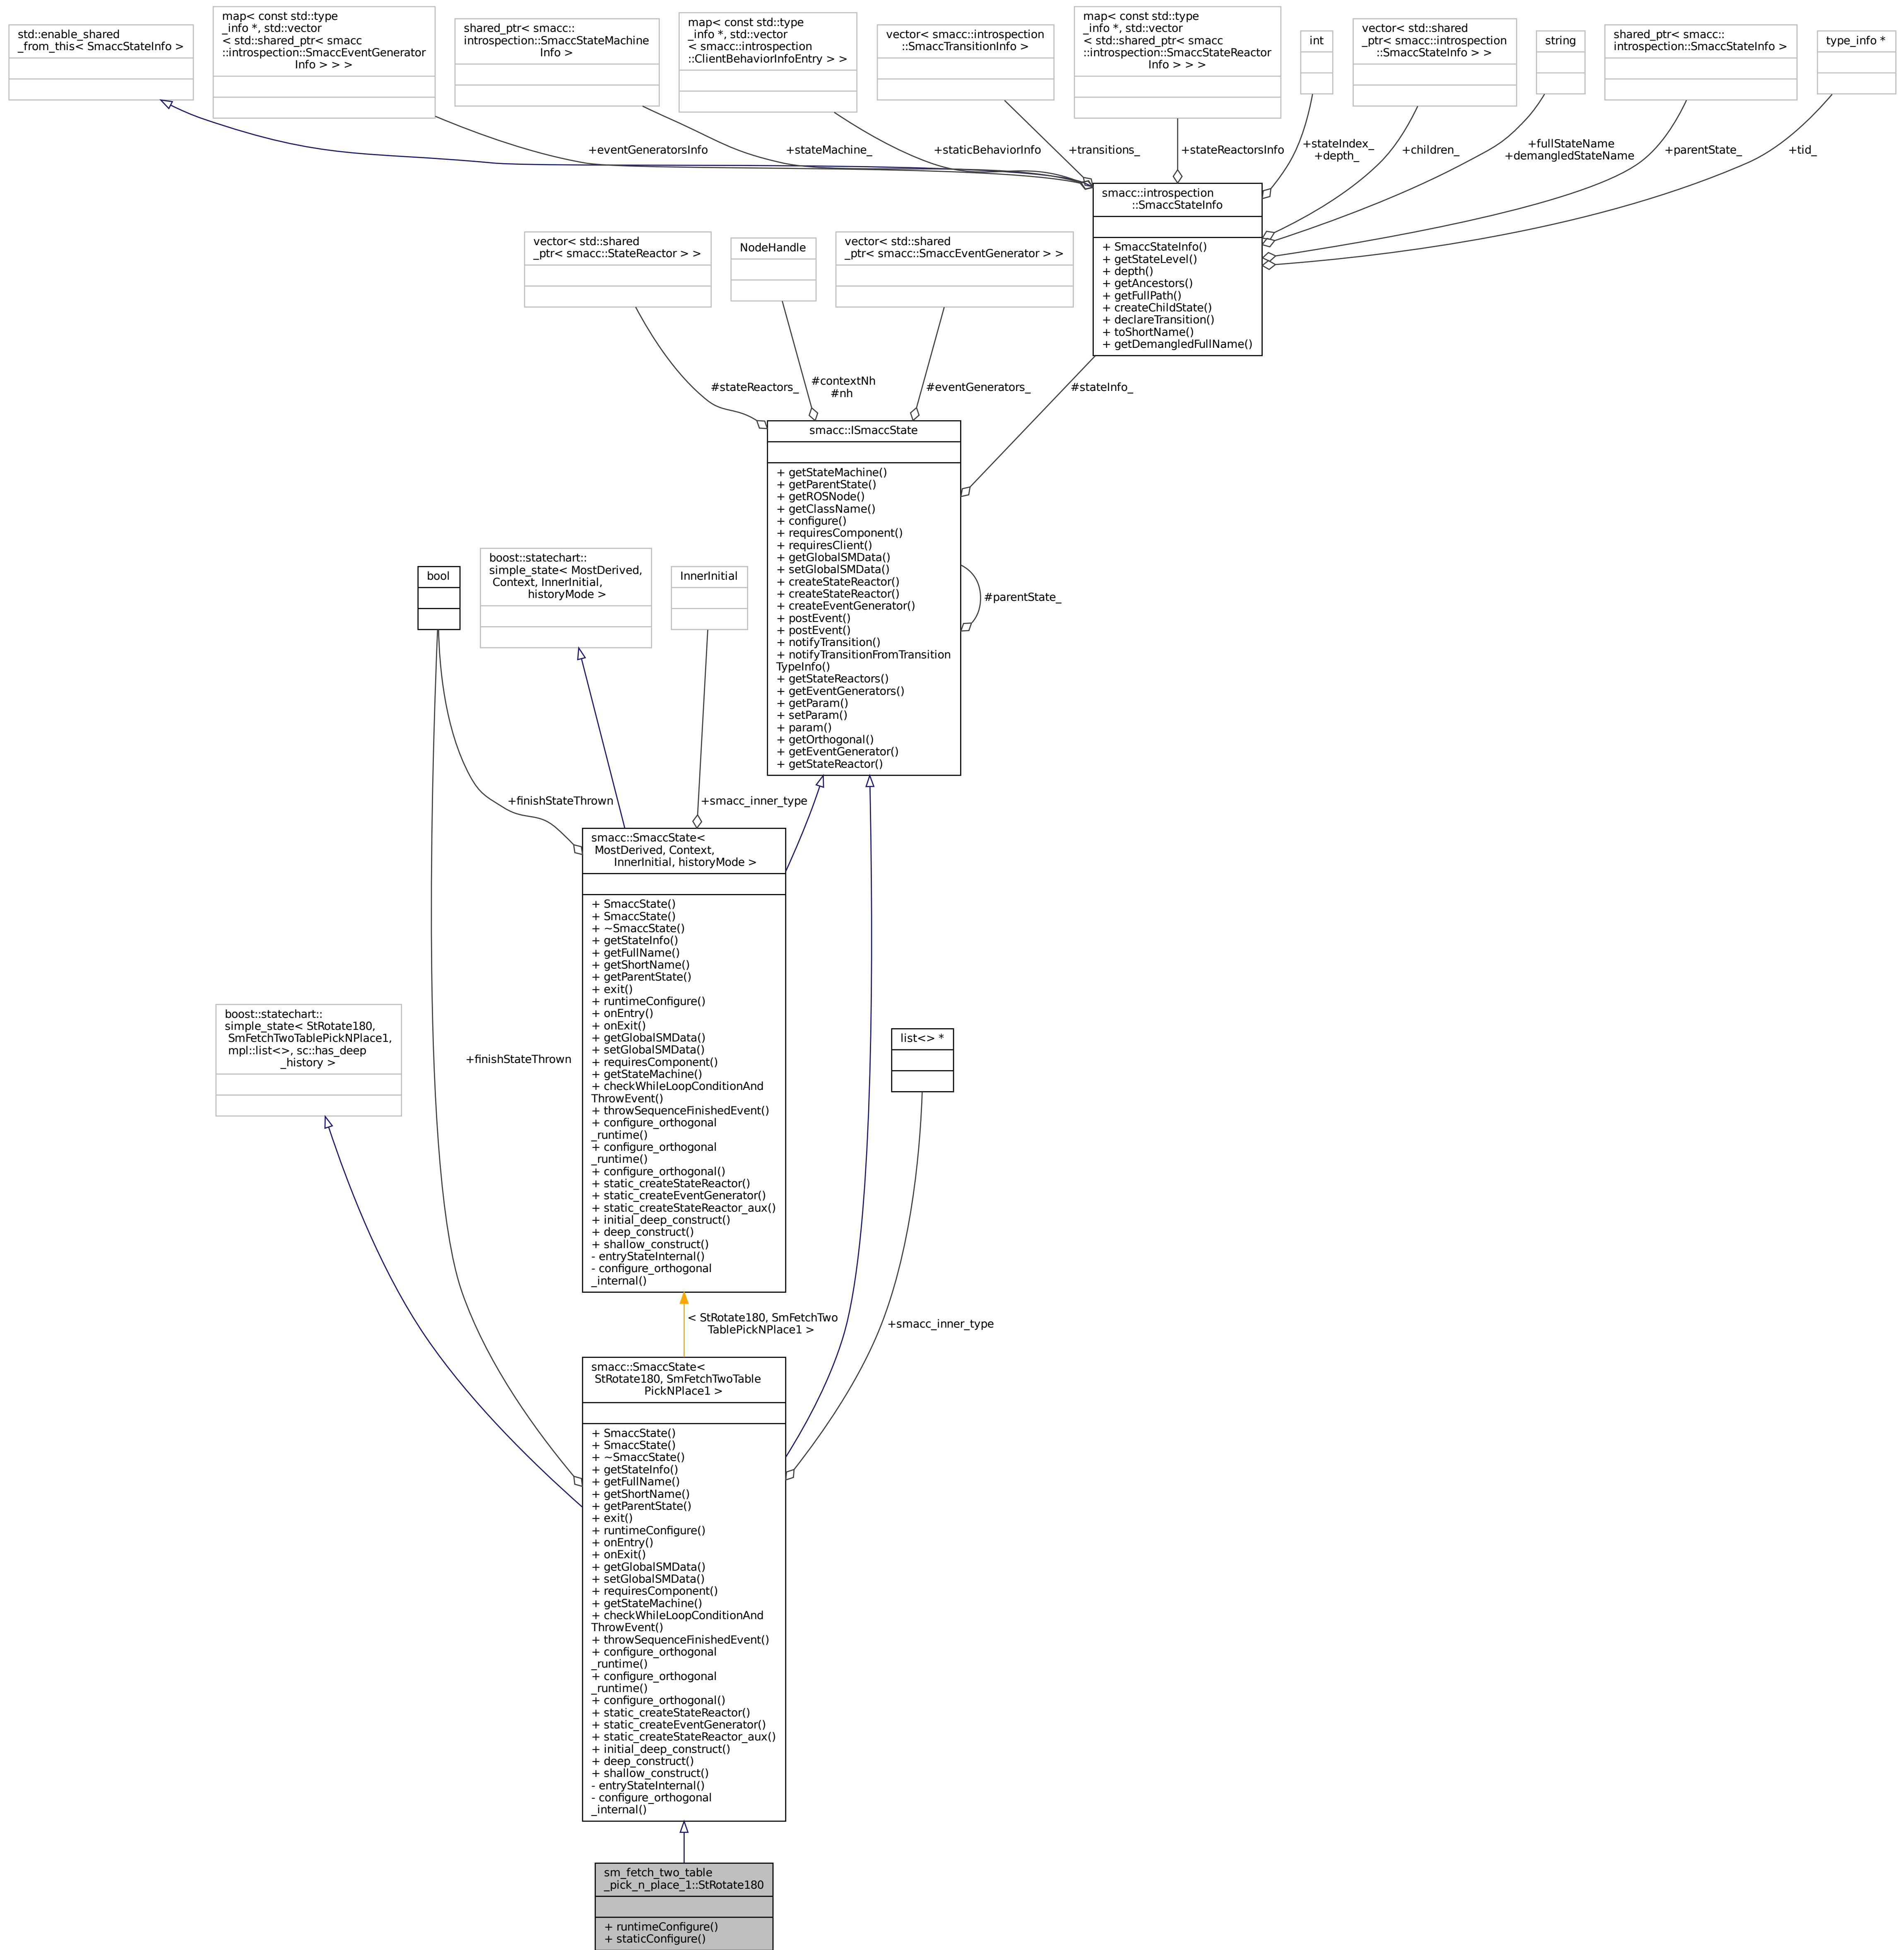 std::enable_shared
_from_this< SmaccStateInfo >
map< const std::type
_info *, std::vector
< std::shared_ptr< smacc
::introspection::SmaccEventGenerator
Info > > >
shared_ptr< smacc::
introspection::SmaccStateMachine
Info >
map< const std::type
_info *, std::vector
< smacc::introspection
::ClientBehaviorInfoEntry > >
vector< smacc::introspection
::SmaccTransitionInfo >
map< const std::type
_info *, std::vector
< std::shared_ptr< smacc
::introspection::SmaccStateReactor
Info > > >
int
vector< std::shared
_ptr< smacc::introspection
::SmaccStateInfo > >
string
shared_ptr< smacc::
introspection::SmaccStateInfo >
type_info *
+eventGeneratorsInfo
+stateMachine_
+staticBehaviorInfo
+transitions_
+stateReactorsInfo
+stateIndex_
+depth_
+children_
+fullStateName
+demangledStateName
+parentState_
+tid_
smacc::introspection
::SmaccStateInfo
+ SmaccStateInfo()
+ getStateLevel()
+ depth()
+ getAncestors()
+ getFullPath()
+ createChildState()
+ declareTransition()
+ toShortName()
+ getDemangledFullName()
vector< std::shared
_ptr< smacc::StateReactor > >
NodeHandle
vector< std::shared
_ptr< smacc::SmaccEventGenerator > >
#stateReactors_
#contextNh
#nh
#eventGenerators_
#stateInfo_
smacc::ISmaccState
+ getStateMachine()
+ getParentState()
+ getROSNode()
+ getClassName()
+ configure()
+ requiresComponent()
+ requiresClient()
+ getGlobalSMData()
+ setGlobalSMData()
+ createStateReactor()
+ createStateReactor()
+ createEventGenerator()
+ postEvent()
+ postEvent()
+ notifyTransition()
+ notifyTransitionFromTransition
TypeInfo()
+ getStateReactors()
+ getEventGenerators()
+ getParam()
+ setParam()
+ param()
+ getOrthogonal()
+ getEventGenerator()
+ getStateReactor()
#parentState_
bool
boost::statechart::
simple_state< MostDerived,
Context, InnerInitial,
historyMode >
InnerInitial
+finishStateThrown
+smacc_inner_type
smacc::SmaccState<
MostDerived, Context,
InnerInitial, historyMode >
+ SmaccState()
+ SmaccState()
+ ~SmaccState()
+ getStateInfo()
+ getFullName()
+ getShortName()
+ getParentState()
+ exit()
+ runtimeConfigure()
+ onEntry()
+ onExit()
+ getGlobalSMData()
+ setGlobalSMData()
+ requiresComponent()
+ getStateMachine()
+ checkWhileLoopConditionAnd
ThrowEvent()
+ throwSequenceFinishedEvent()
+ configure_orthogonal
_runtime()
+ configure_orthogonal
_runtime()
+ configure_orthogonal()
+ static_createStateReactor()
+ static_createEventGenerator()
+ static_createStateReactor_aux()
+ initial_deep_construct()
+ deep_construct()
+ shallow_construct()
- entryStateInternal()
- configure_orthogonal
_internal()
boost::statechart::
simple_state< StRotate180,
SmFetchTwoTablePickNPlace1,
mpl::list<>, sc::has_deep
_history >
+finishStateThrown
list<> *
< StRotate180, SmFetchTwo
TablePickNPlace1 >
+smacc_inner_type
smacc::SmaccState<
StRotate180, SmFetchTwoTable
PickNPlace1 >
+ SmaccState()
+ SmaccState()
+ ~SmaccState()
+ getStateInfo()
+ getFullName()
+ getShortName()
+ getParentState()
+ exit()
+ runtimeConfigure()
+ onEntry()
+ onExit()
+ getGlobalSMData()
+ setGlobalSMData()
+ requiresComponent()
+ getStateMachine()
+ checkWhileLoopConditionAnd
ThrowEvent()
+ throwSequenceFinishedEvent()
+ configure_orthogonal
_runtime()
+ configure_orthogonal
_runtime()
+ configure_orthogonal()
+ static_createStateReactor()
+ static_createEventGenerator()
+ static_createStateReactor_aux()
+ initial_deep_construct()
+ deep_construct()
+ shallow_construct()
- entryStateInternal()
- configure_orthogonal
_internal()
sm_fetch_two_table
_pick_n_place_1::StRotate180
+ runtimeConfigure()
+ staticConfigure()